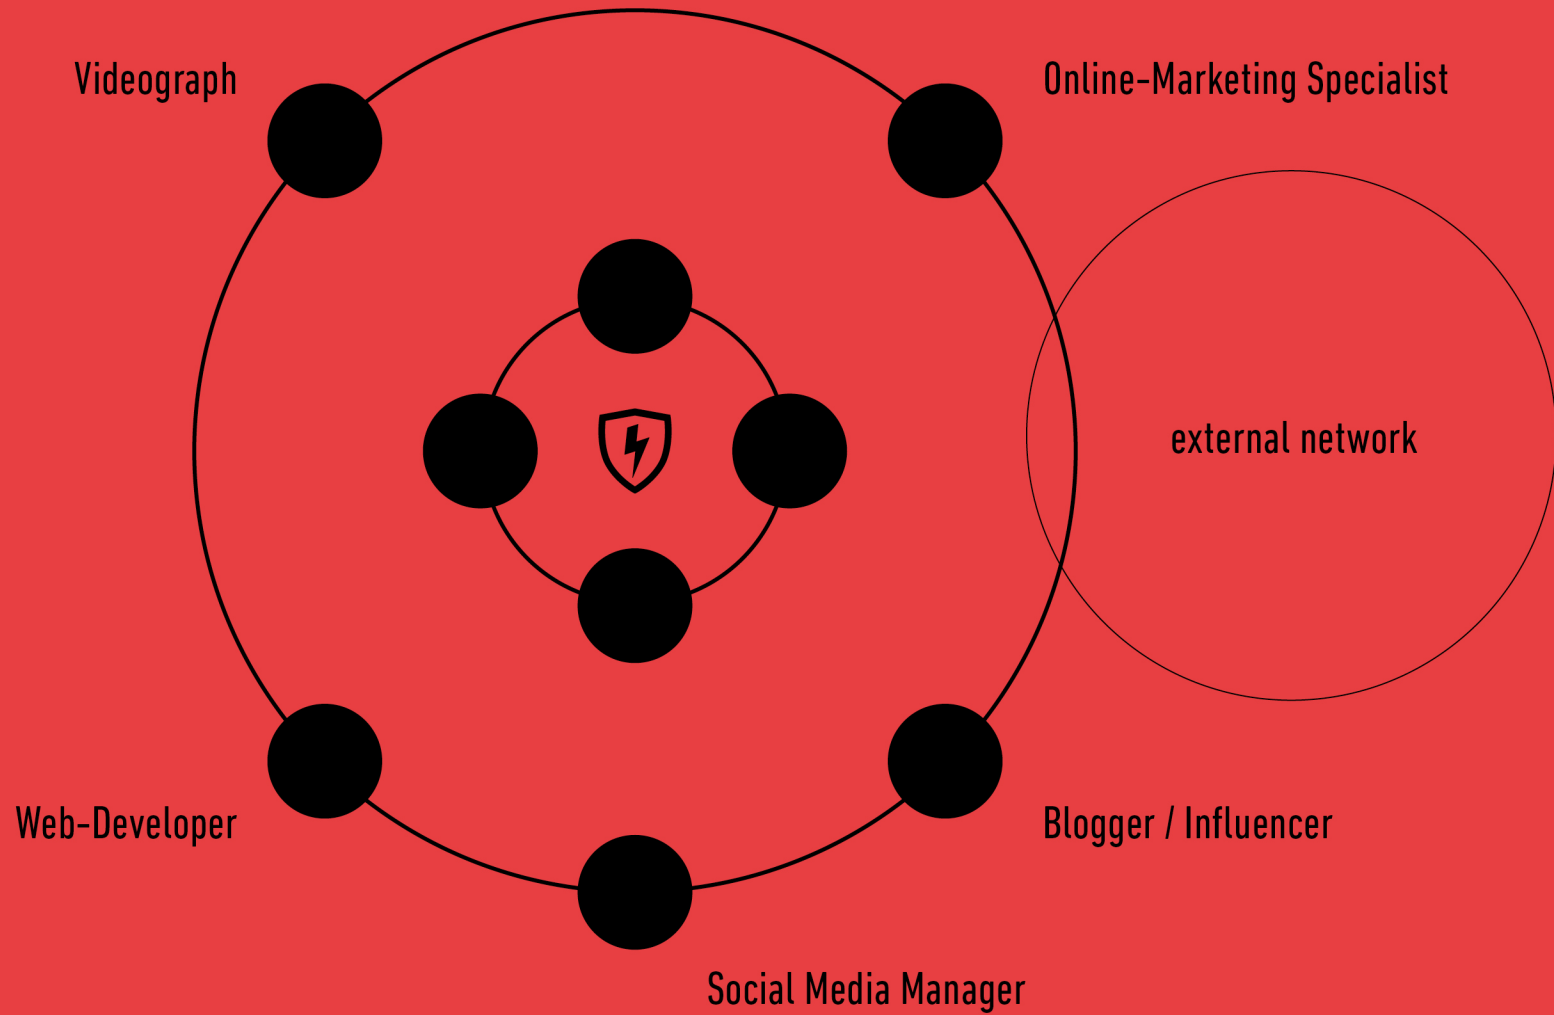 Videograph
Online-Marketing Specialist
external network
Web-Developer
Blogger / Influencer
Social Media Manager